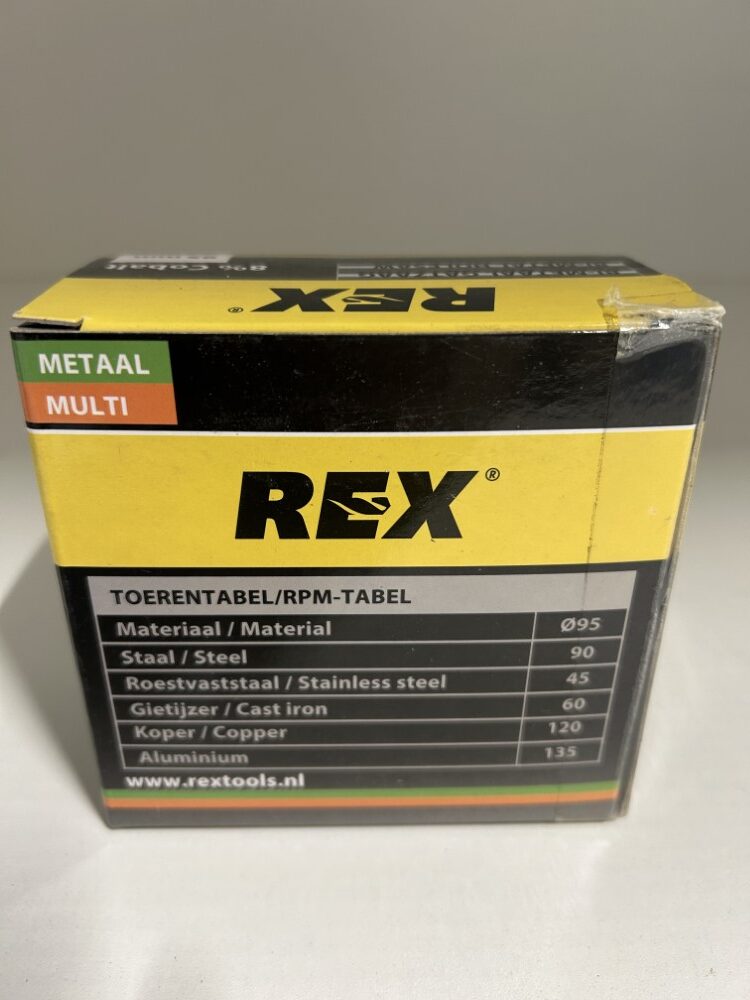 8% Cobalt
REX®
METAAL
MULTI
REX®
TOERENTABEL/RPM-TABEL
Materiaal / Material Ø95
Staal / Steel 90
Roestvaststaal / Stainless steel 45
Gietijzer / Cast iron 60
Koper / Copper 120
Aluminium 135
www.rextools.nl